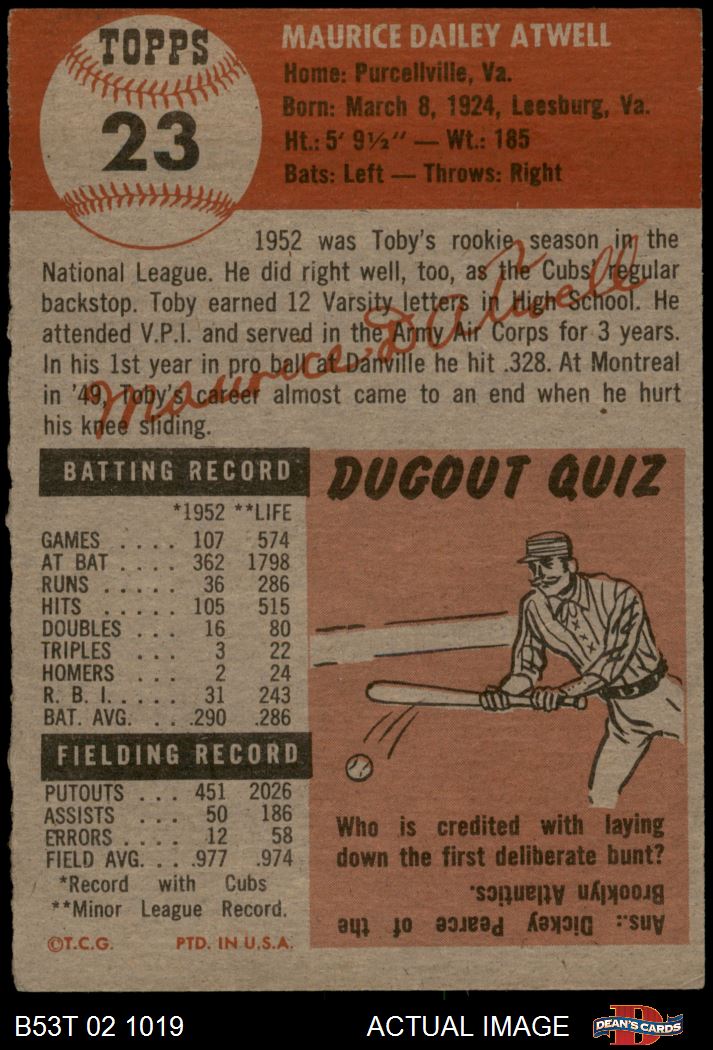 TOPPS
23
MAURICE DAILEY ATWELL
Home: Purcellville, Va.
Born: March 8, 1924, Leesburg, Va.
Ht.: 5' 9½" — Wt.: 185
Bats: Left — Throws: Right
1952 was Toby's rookie season in the
National League. He did right well, too, as the Cubs' regular
backstop. Toby earned 12 Varsity letters in High School. He
attended V.P.I. and served in the Army Air Corps for 3 years.
In his 1st year in pro ball at Danville he hit .328. At Montreal
in '49, Toby's career almost came to an end when he hurt
his knee sliding.
Maurice D Atwell
BATTING RECORD
*1952 **LIFE
GAMES .... 107 574
AT BAT .... 362 1798
RUNS ..... 36 286
HITS ..... 105 515
DOUBLES ... 16 80
TRIPLES ... 3 22
HOMERS ... 2 24
R. B. I. .... 31 243
BAT. AVG. . .290 .286
FIELDING RECORD
PUTOUTS ... 451 2026
ASSISTS ... 50 186
ERRORS ... 12 58
FIELD AVG. . .977 .974
*Record with Cubs
**Minor League Record.
©T.C.G. PTD. IN U.S.A.
DUGOUT QUIZ
Who is credited with laying
down the first deliberate bunt?
Ans.: Dickey Pearce of the
Brooklyn Atlantics.
B53T 02 1019
ACTUAL IMAGE
D
DEAN'S CARDS